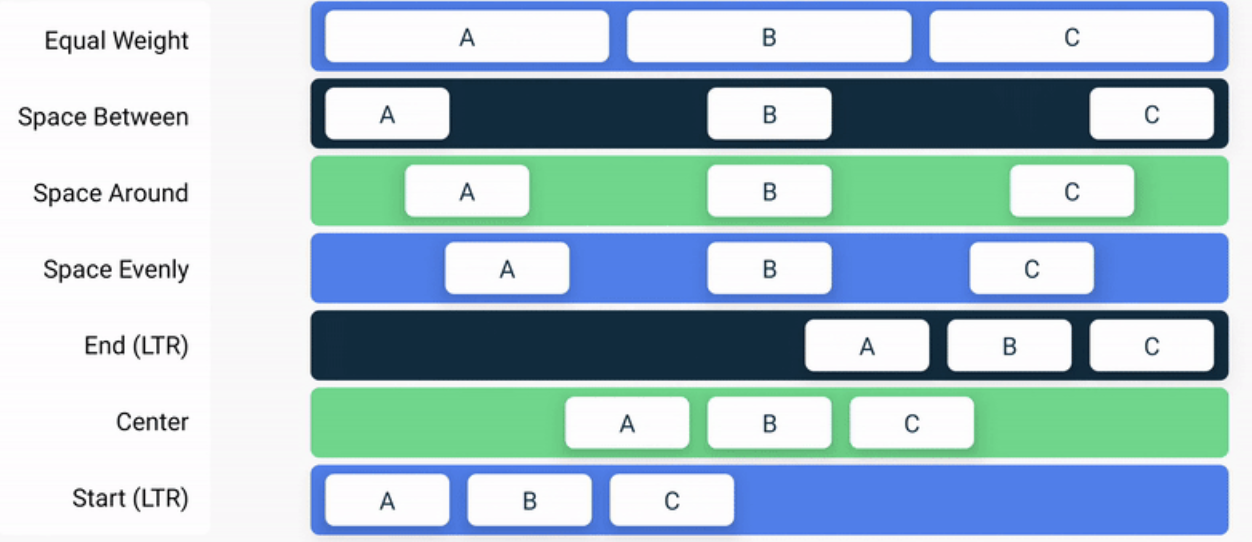 Equal Weight A B C
Space Between A B C
Space Around A B C
Space Evenly A B C
End (LTR) A B C
Center A B C
Start (LTR) A B C